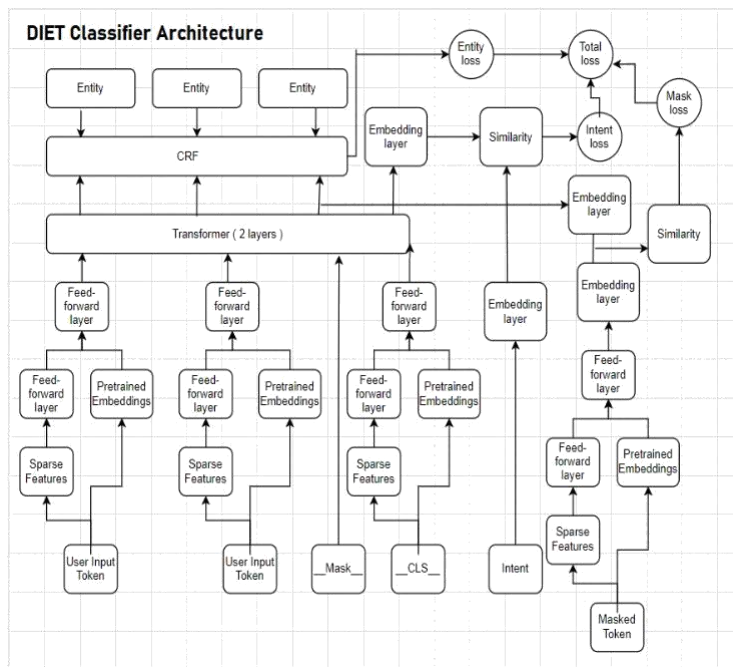 DIET Classifier Architecture
Entity
loss
Total
loss
Entity
Entity
Entity
Mask
loss
Embedding
layer
Similarity
Intent
loss
CRF
Embedding
layer
Transformer ( 2 layers )
Similarity
Feed-
forward
layer
Feed-
forward
layer
Feed-
forward
layer
Embedding
layer
Embedding
layer
Feed-
forward
layer
Pretrained
Embeddings
Feed-
forward
layer
Pretrained
Embeddings
Feed-
forward
layer
Pretrained
Embeddings
Feed-
forward
layer
Sparse
Features
Sparse
Features
Sparse
Features
Feed-
forward
layer
Pretrained
Embeddings
Sparse
Features
User Input
Token
User Input
Token
__Mask__
__CLS__
Intent
Masked
Token